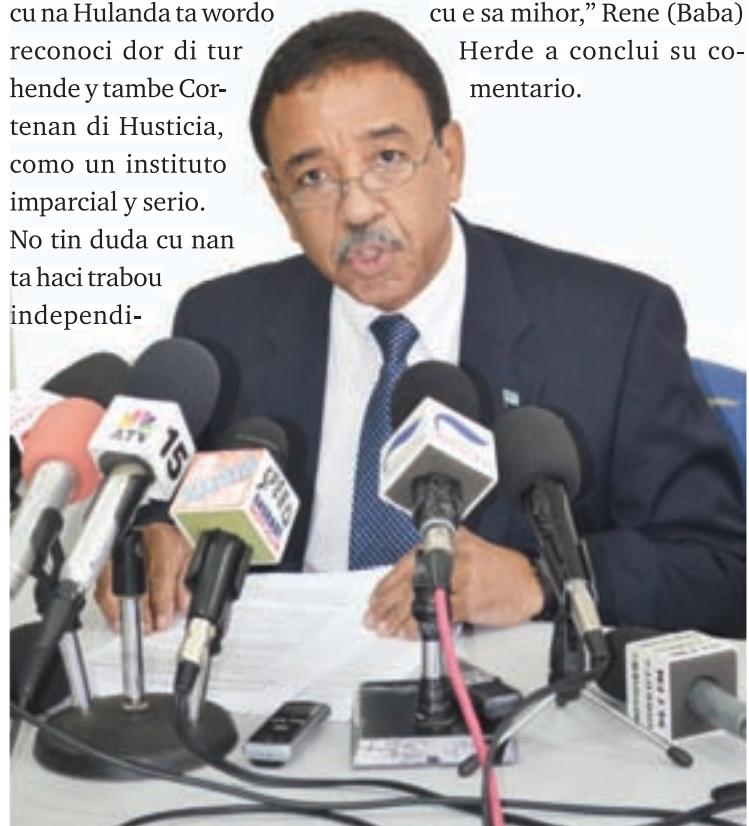 cu na Hulanda ta wordo
reconoci dor di tur
hende y tambe Cor-
tenan di Husticia,
como un instituto
imparcial y serio.
No tin duda cu nan
ta haci trabou
independi-
cu e sa mihor,” Rene (Baba)
Herde a conclui su co-
mentario.
ATV
15